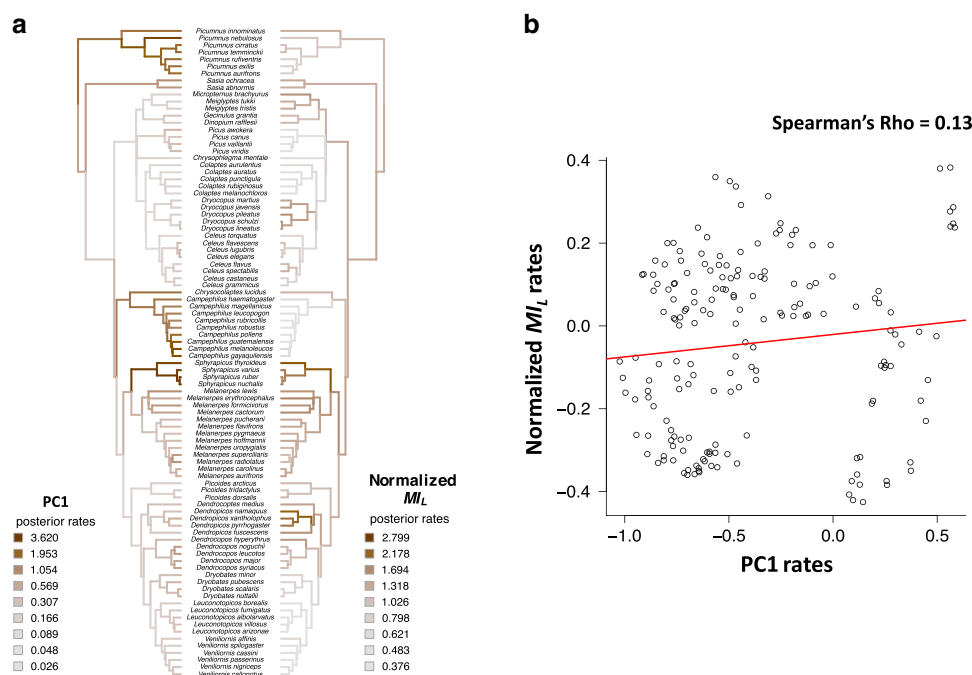 a
Picumnus innominatus
Picumnus nebulosus
Picumnus cirratus
Picumnus temminckii
Picumnus rufiventris
Picumnus exilis
Picumnus aurifrons
Sasia ochracea
Sasia abnormis
Micropternus brachyurus
Meiglyptes tukki
Meiglyptes tristis
Gecinulus grantia
Dinopium rafflesii
Picus awokera
Picus canus
Picus vaillantii
Picus viridis
Chrysophlegma mentale
Colaptes aurulentus
Colaptes auratus
Colaptes punctigula
Colaptes rubiginosus
Colaptes melanochloros
Dryocopus martius
Dryocopus javensis
Dryocopus pileatus
Dryocopus schulzi
Dryocopus lineatus
Celeus torquatus
Celeus flavescens
Celeus lugubris
Celeus elegans
Celeus flavus
Celeus spectabilis
Celeus castaneus
Celeus grammicus
Chrysocolaptes lucidus
Campephilus haematogaster
Campephilus magellanicus
Campephilus leucopogon
Campephilus rubricollis
Campephilus robustus
Campephilus pollens
Campephilus guatemalensis
Campephilus melanoleucos
Campephilus gayaquilensis
Sphyrapicus thyroideus
Sphyrapicus varius
Sphyrapicus ruber
Sphyrapicus nuchalis
Melanerpes lewis
Melanerpes erythrocephalus
Melanerpes formicivorus
Melanerpes cactorum
Melanerpes pucherani
Melanerpes flavifrons
Melanerpes pygmaeus
Melanerpes hoffmannii
Melanerpes uropygialis
Melanerpes superciliaris
Melanerpes radiolatus
Melanerpes carolinus
Melanerpes aurifrons
Picoides arcticus
Picoides tridactylus
Picoides dorsalis
Dendrocoptes medius
Dendropicos namaquus
Dendropicos xantholophus
Dendropicos pyrrhogaster
Dendropicos fuscescens
Dendrocopos hyperythrus
Dendrocopos noguchii
Dendrocopos leucotos
Dendrocopos major
Dendrocopos syriacus
Dryobates minor
Dryobates pubescens
Dryobates scalaris
Dryobates nuttallii
Leuconotopicos borealis
Leuconotopicos fumigatus
Leuconotopicos albolarvatus
Leuconotopicos villosus
Leuconotopicos arizonae
Veniliornis affinis
Veniliornis spilogaster
Veniliornis cassini
Veniliornis passerinus
Veniliornis nigriceps
Veniliornis callonotus
PC1
posterior rates
3.620
1.953
1.054
0.569
0.307
0.166
0.089
0.048
0.026
Normalized
MIL
posterior rates
2.799
2.178
1.694
1.318
1.026
0.798
0.621
0.483
0.376
b
Spearman's Rho = 0.13
Normalized MIL rates
0.4
0.2
0.0
−0.2
−0.4
−1.0 −0.5 0.0 0.5
PC1 rates